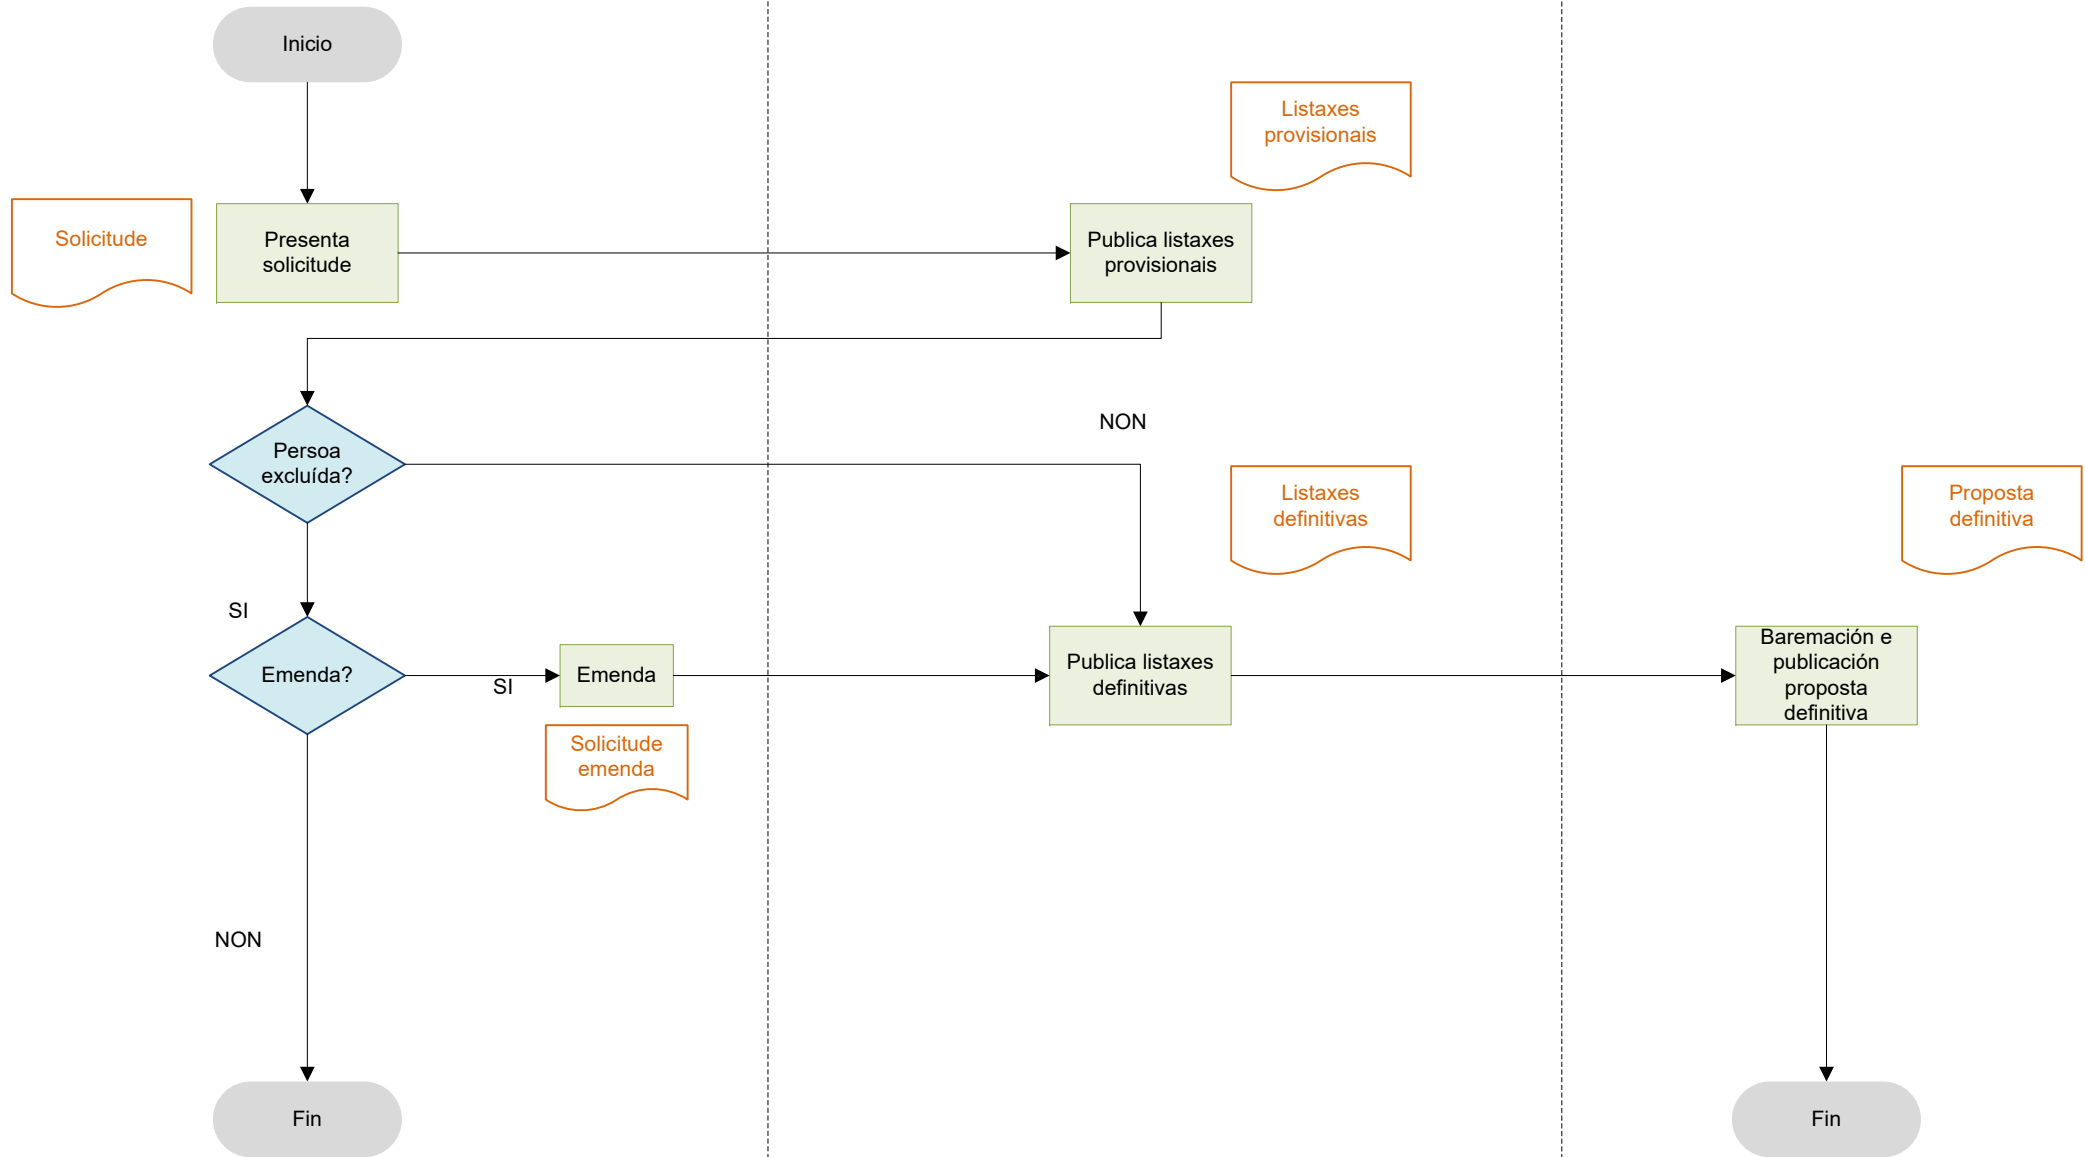 Inicio
Listaxes
provisionais
Solicitude
Presenta
solicitude
Publica listaxes
provisionais
NON
Persoa
excluída?
Listaxes
definitivas
Proposta
definitiva
SI
Emenda?
SI
Emenda
Publica listaxes
definitivas
Baremación e
publicación
proposta
definitiva
Solicitude
emenda
NON
Fin
Fin